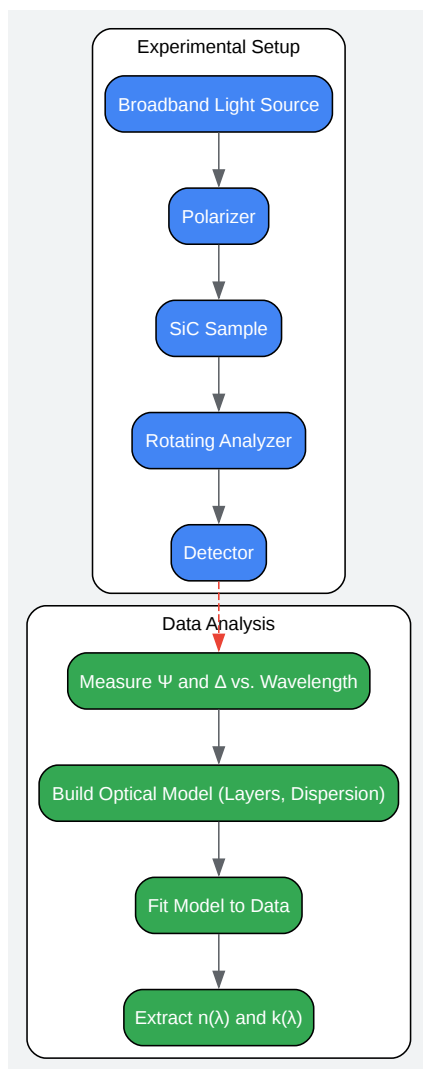 Experimental Setup
Broadband Light Source
Polarizer
SiC Sample
Rotating Analyzer
Detector
Data Analysis
Measure Ψ and Δ vs. Wavelength
Build Optical Model (Layers, Dispersion)
Fit Model to Data
Extract n(λ) and k(λ)